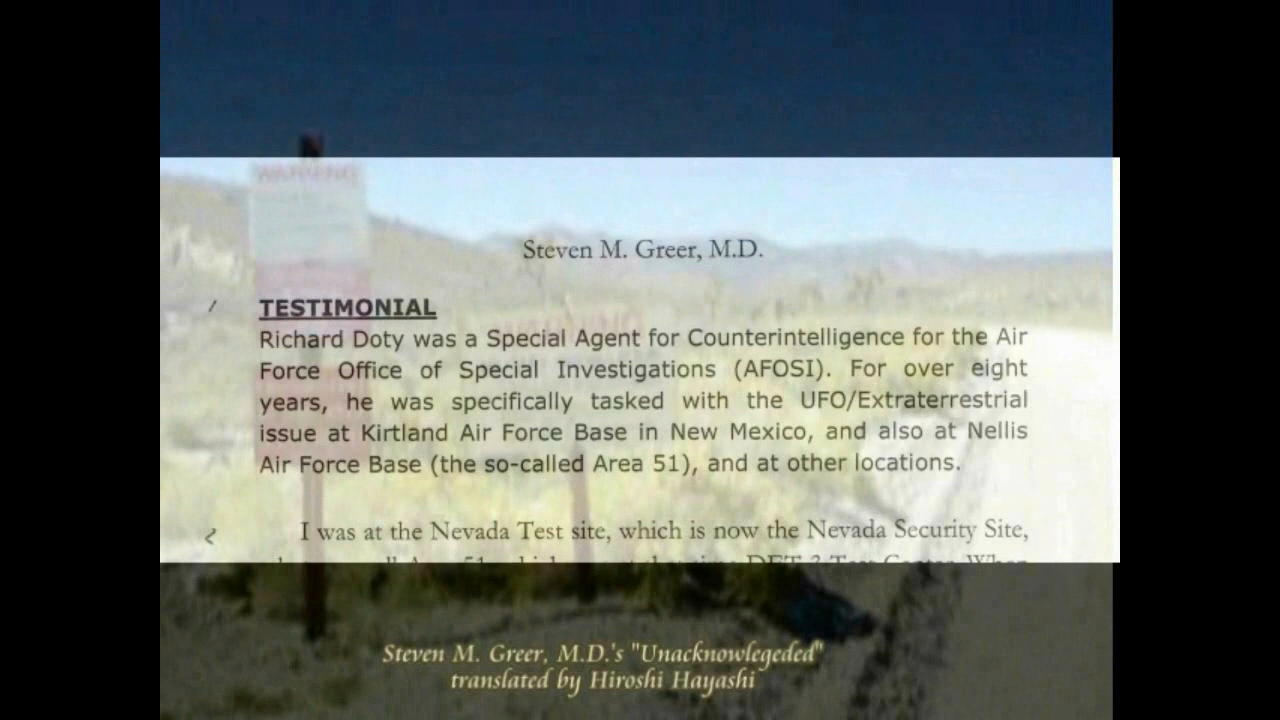 WARNING
Steven M. Greer, M.D.
TESTIMONIAL
Richard Doty was a Special Agent for Counterintelligence for the Air
Force Office of Special Investigations (AFOSI). For over eight
years, he was specifically tasked with the UFO/Extraterrestrial
issue at Kirtland Air Force Base in New Mexico, and also at Nellis
Air Force Base (the so-called Area 51), and at other locations.
I was at the Nevada Test site, which is now the Nevada Security Site,
Steven M. Greer, M.D.'s "Unacknowlegeded"
translated by Hiroshi Hayashi